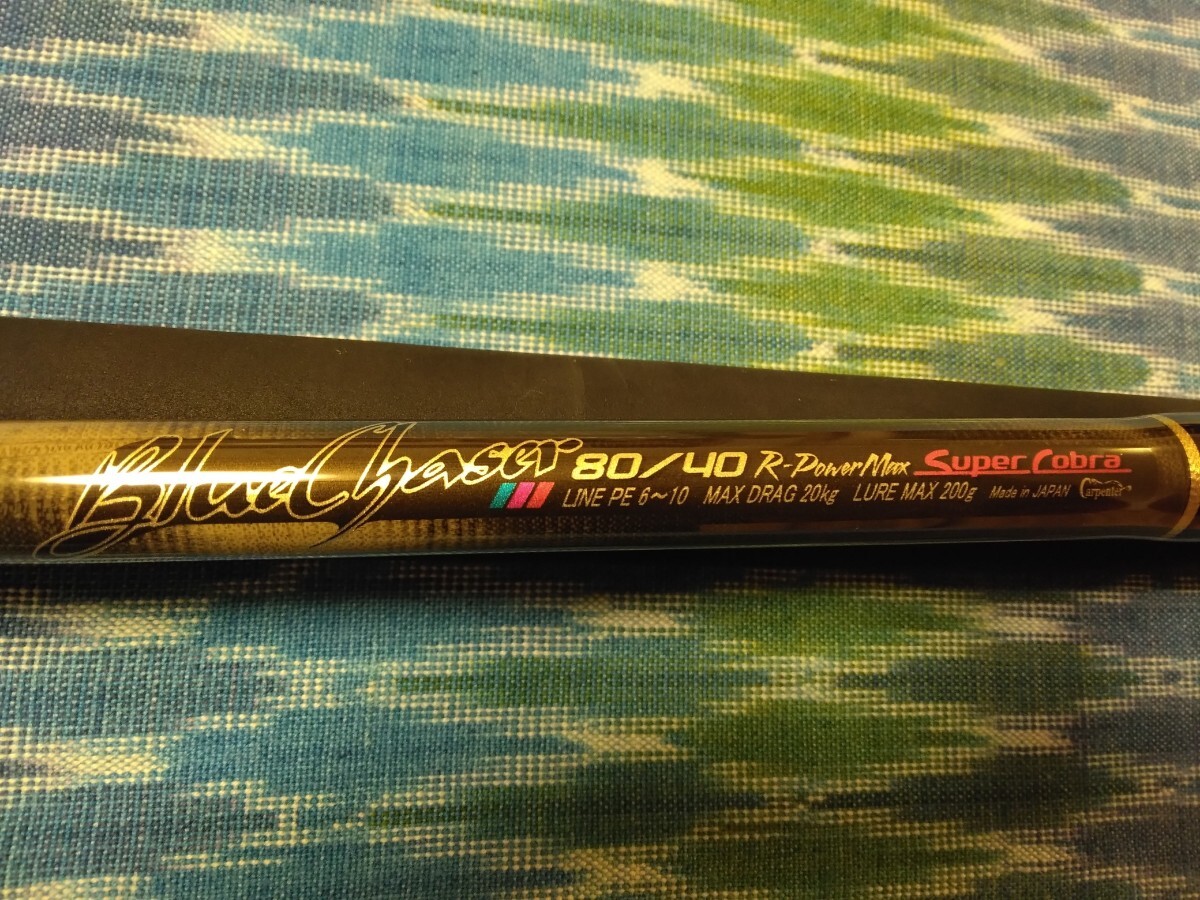 BlueChaser 80/40 R-PowerMax Super Cobra
LINE PE 6~10 MAX DRAG 20kg LURE MAX 200g Made in JAPAN Carpenter®